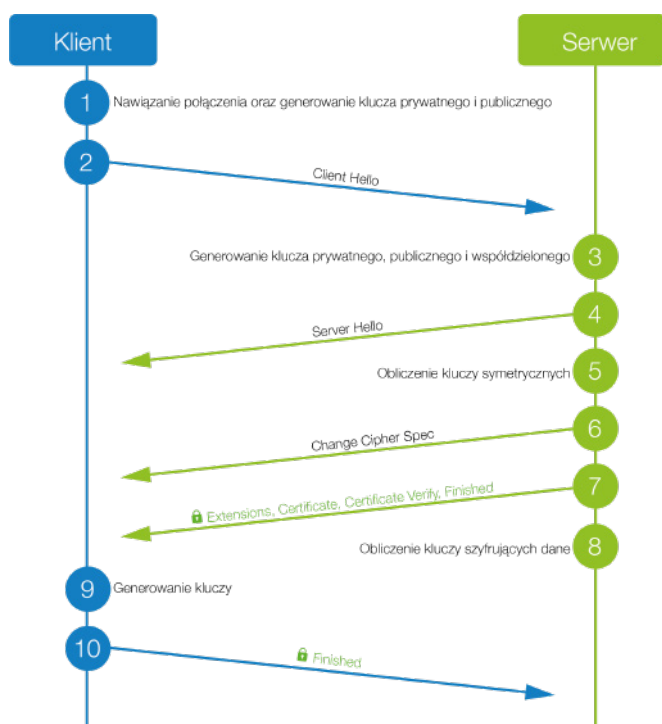 Klient
Serwer
1
Nawiązanie połączenia oraz generowanie klucza prywatnego i publicznego
2
Client Hello
Generowanie klucza prywatnego, publicznego i współdzielonego
3
4
Server Hello
Obliczenie kluczy symetrycznych
5
6
Change Cipher Spec
7
Extensions, Certificate, Certificate Verify, Finished
Obliczenie kluczy szyfrujących dane
8
9
Generowanie kluczy
10
Finished